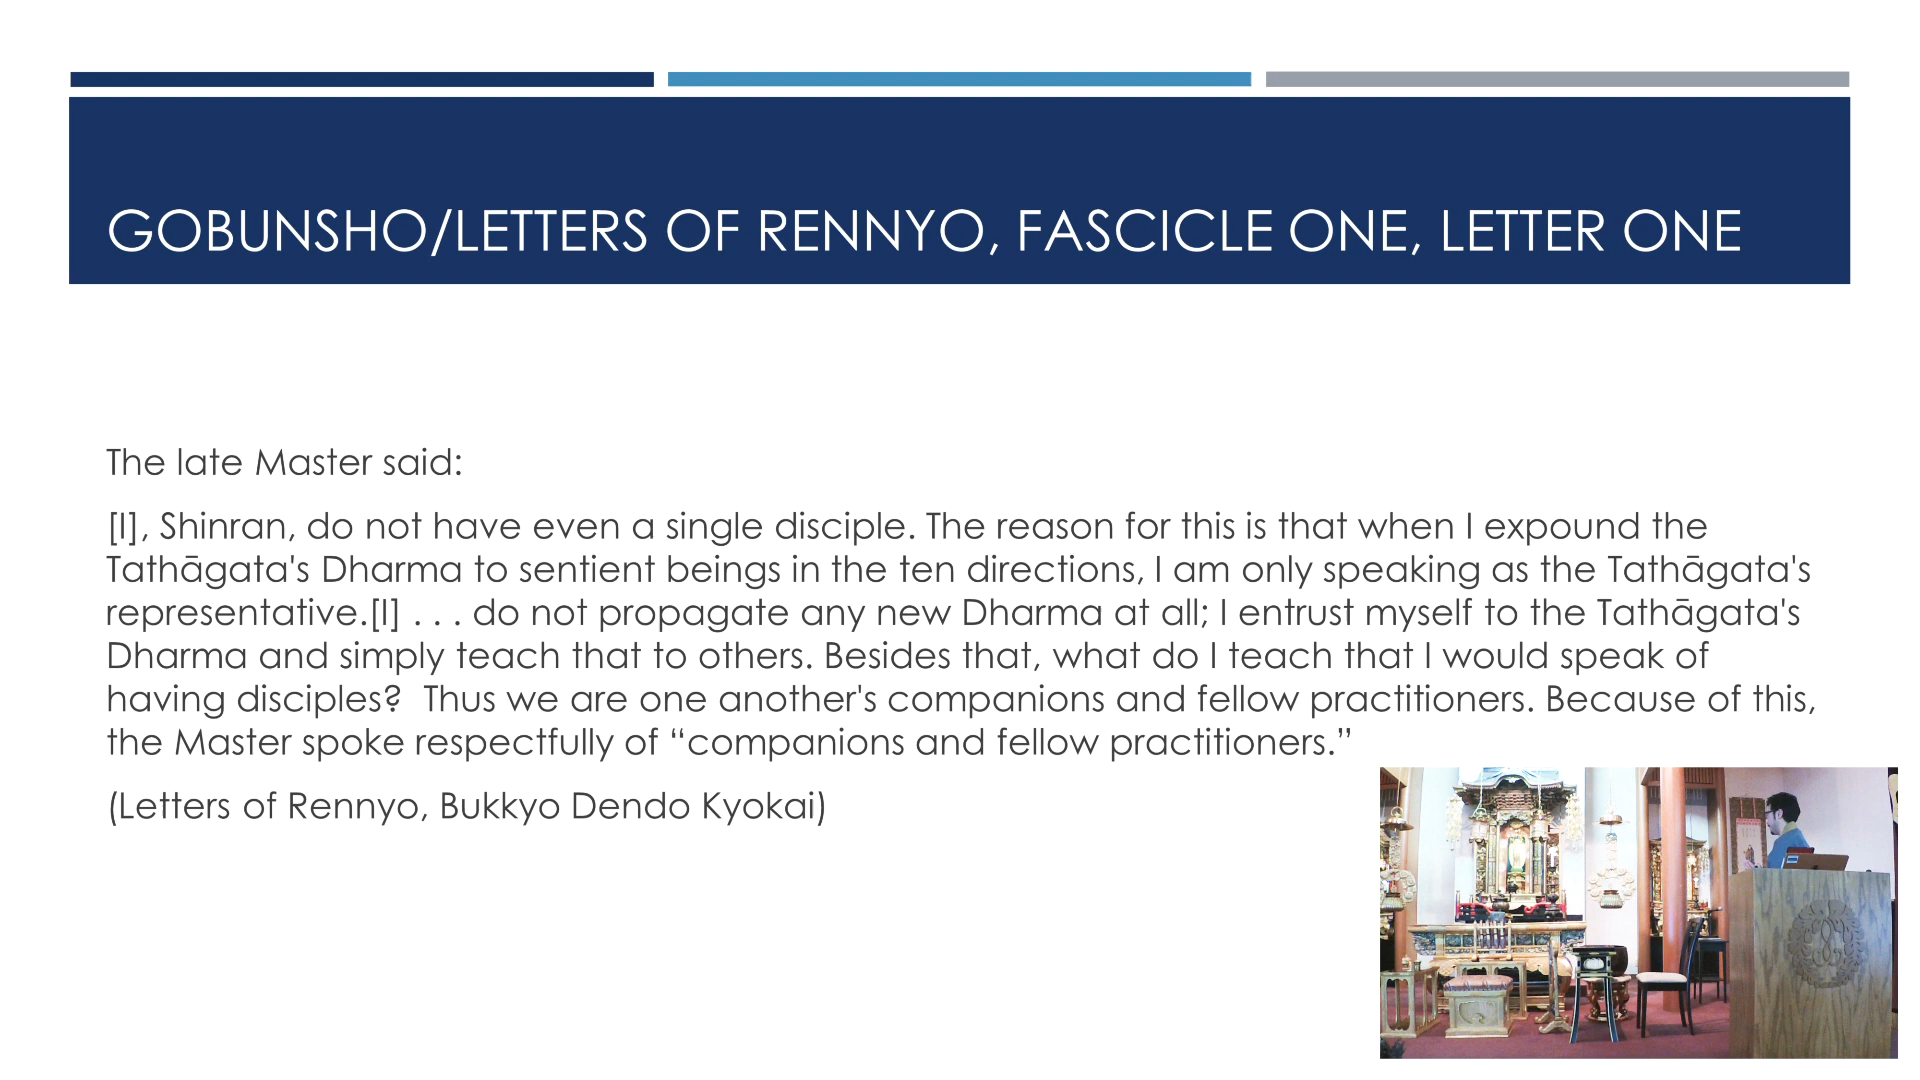 GOBUNSHO/LETTERS OF RENNYO, FASCICLE ONE, LETTER ONE
The late Master said:
[I], Shinran, do not have even a single disciple. The reason for this is that when I expound the
Tathāgata's Dharma to sentient beings in the ten directions, I am only speaking as the Tathāgata's
representative.[I] . . . do not propagate any new Dharma at all; I entrust myself to the Tathāgata's
Dharma and simply teach that to others. Besides that, what do I teach that I would speak of
having disciples?  Thus we are one another's companions and fellow practitioners. Because of this,
the Master spoke respectfully of “companions and fellow practitioners.”
(Letters of Rennyo, Bukkyo Dendo Kyokai)